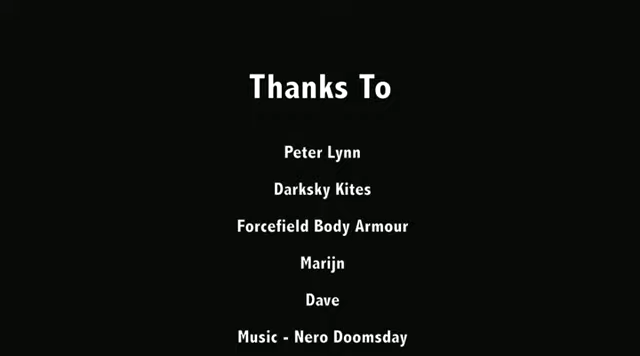 Thanks To
Peter Lynn
Darksky Kites
Forcefield Body Armour
Marijn
Dave
Music - Nero Doomsday